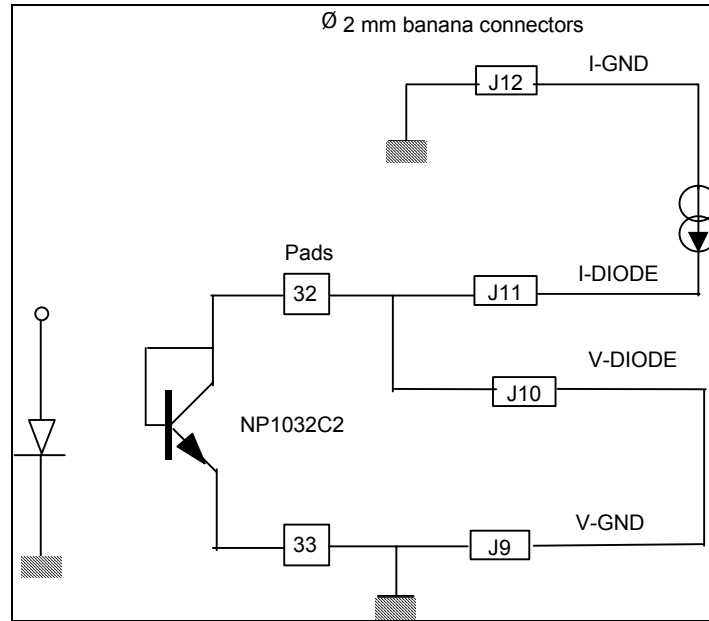 Ø 2 mm banana connectors
I-GND
J12
Pads
32
J11
I-DIODE
V-DIODE
J10
NP1032C2
V-GND
33
J9